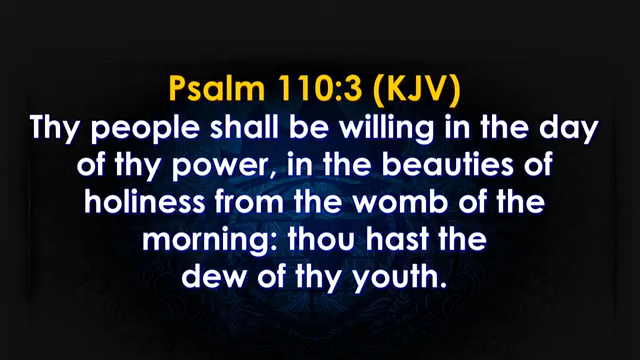 Psalm 110:3 (KJV)
Thy people shall be willing in the day
of thy power, in the beauties of
holiness from the womb of the
morning: thou hast the
dew of thy youth.